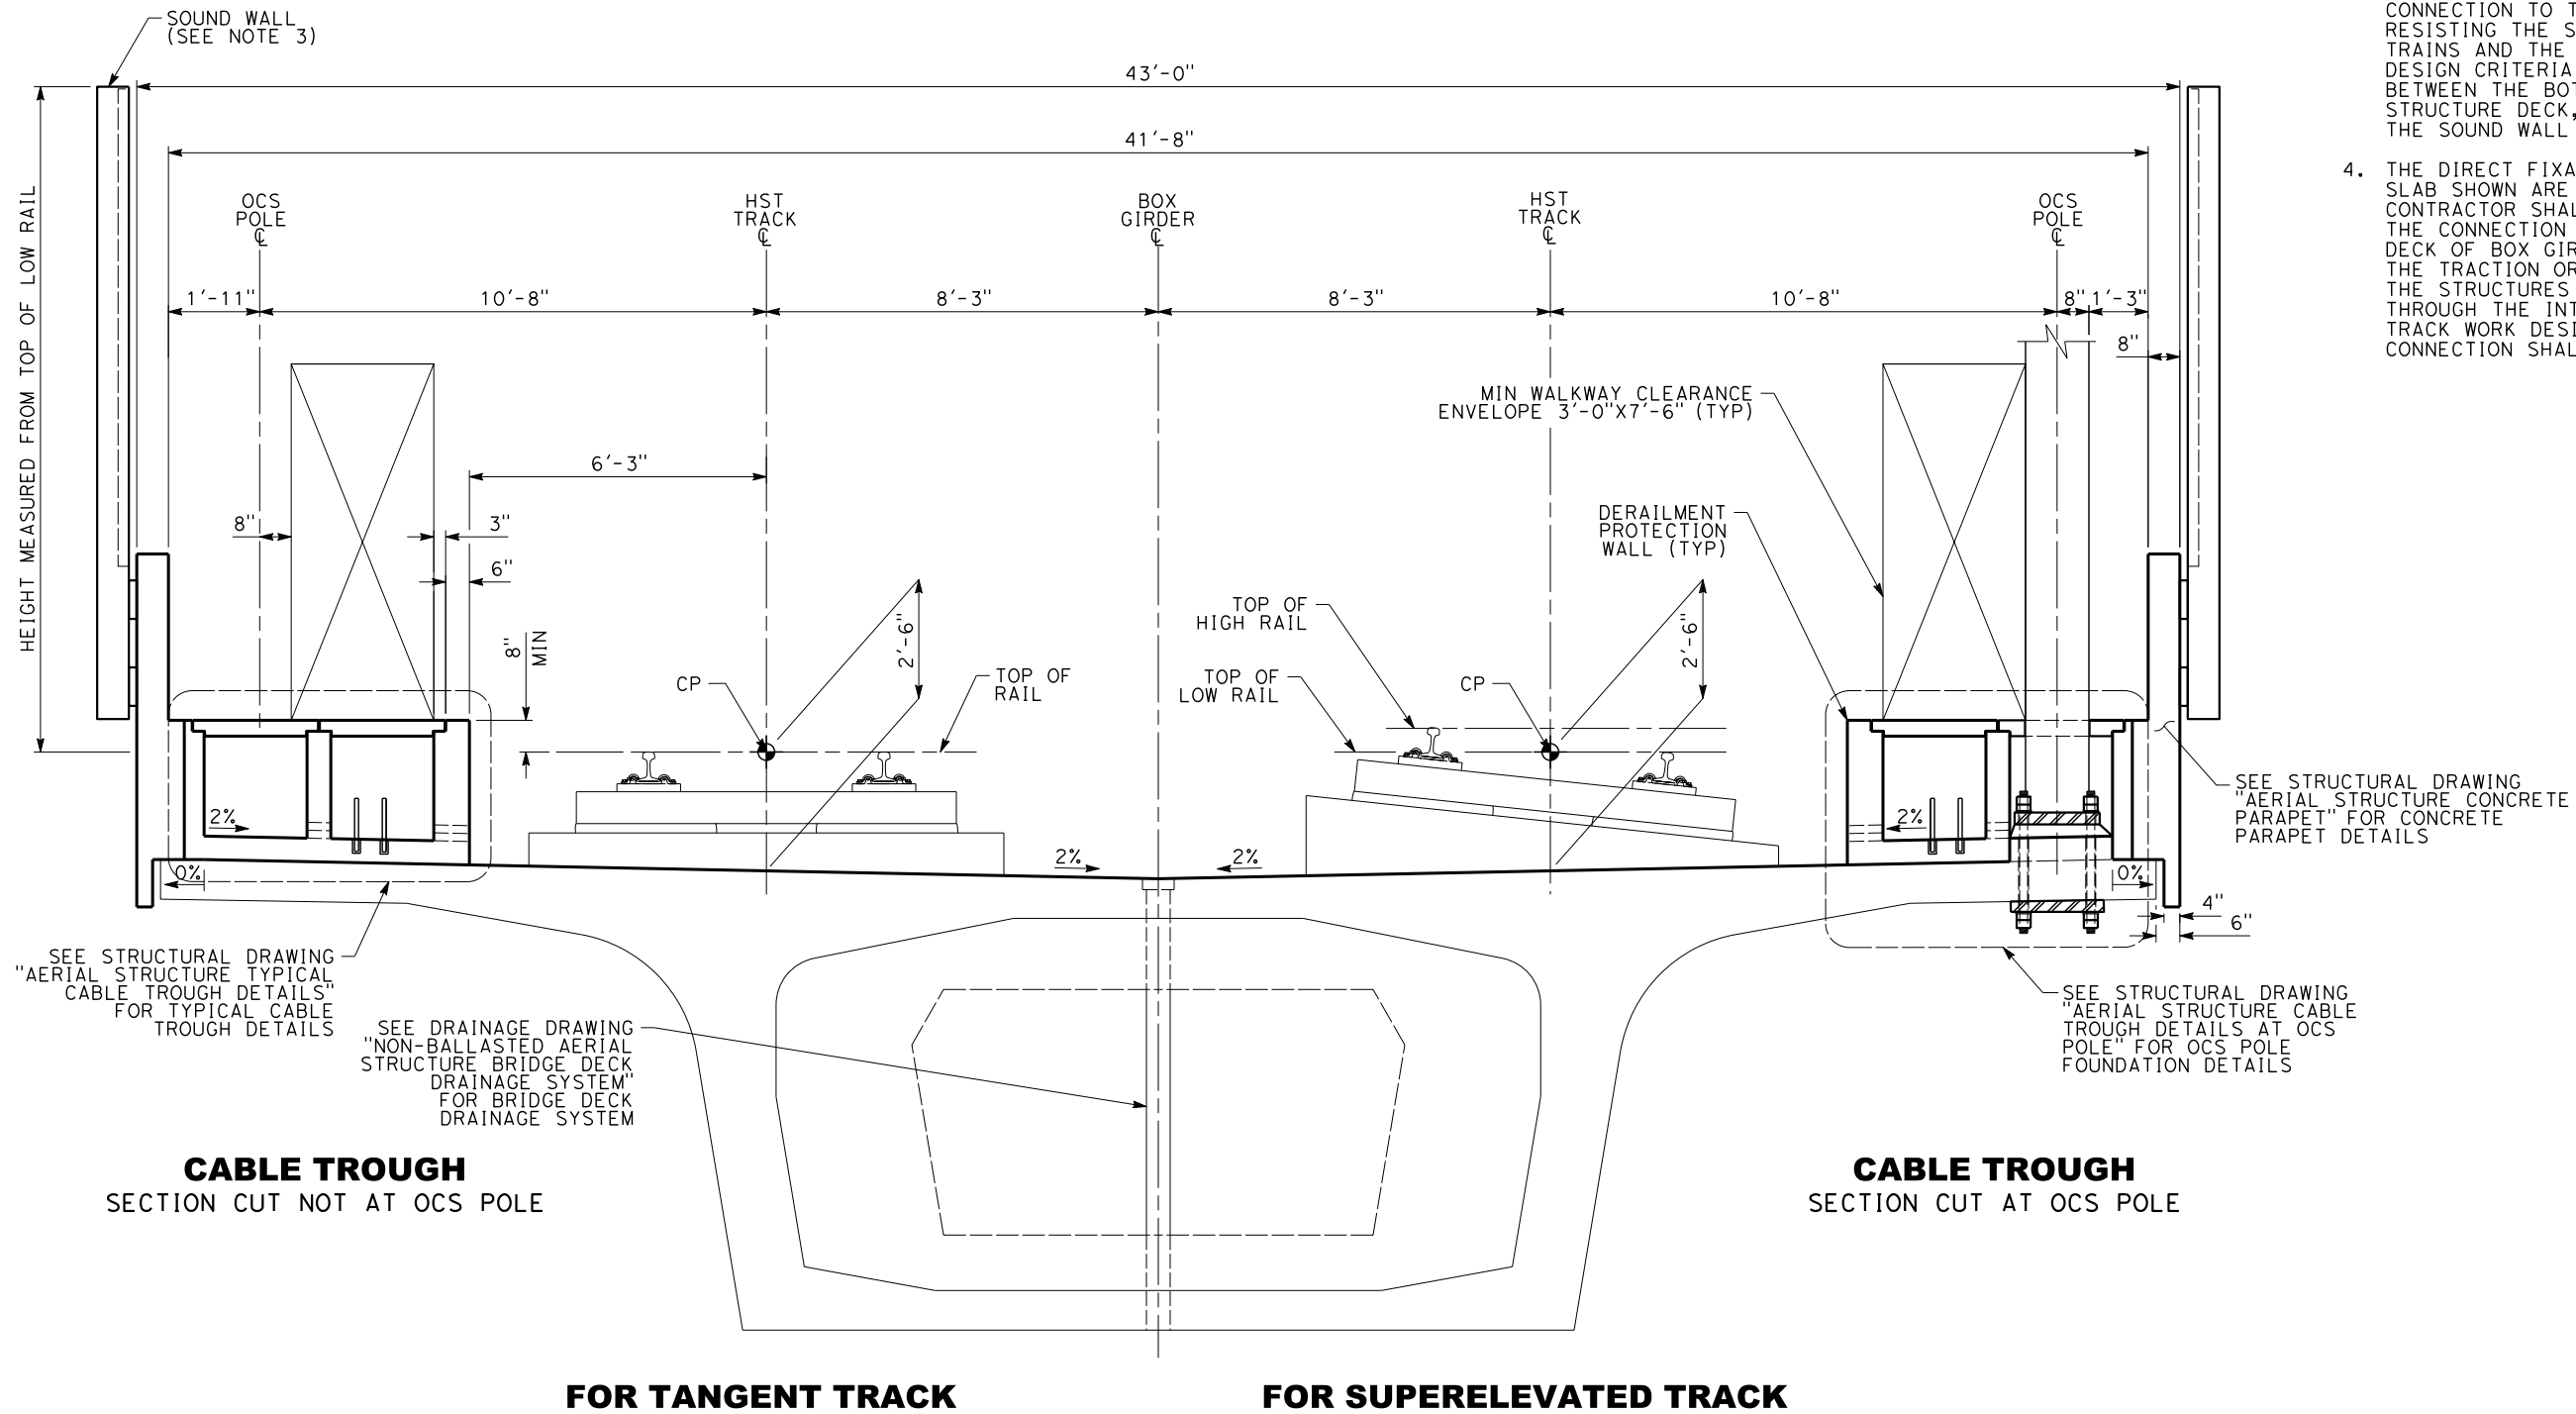 SOUND WALL
(SEE NOTE 3)
43'-0"
41'-8"
OCS
POLE
℄
HST
TRACK
℄
BOX
GIRDER
℄
HST
TRACK
℄
OCS
POLE
℄
1'-11"
10'-8"
8'-3"
8'-3"
10'-8"
8"
1'-3"
8"
HEIGHT MEASURED FROM TOP OF LOW RAIL
MIN WALKWAY CLEARANCE
ENVELOPE 3'-0"X7'-6" (TYP)
6'-3"
8"
3"
6"
DERAILMENT
PROTECTION
WALL (TYP)
8"
MIN
2'-6"
CP
TOP OF
RAIL
TOP OF
HIGH RAIL
TOP OF
LOW RAIL
CP
2'-6"
2%
0%
2%
2%
2%
0%
4"
6"
SEE STRUCTURAL DRAWING
"AERIAL STRUCTURE CONCRETE
PARAPET" FOR CONCRETE
PARAPET DETAILS
SEE STRUCTURAL DRAWING
"AERIAL STRUCTURE TYPICAL
CABLE TROUGH DETAILS"
FOR TYPICAL CABLE
TROUGH DETAILS
SEE DRAINAGE DRAWING
"NON-BALLASTED AERIAL
STRUCTURE BRIDGE DECK
DRAINAGE SYSTEM"
FOR BRIDGE DECK
DRAINAGE SYSTEM
SEE STRUCTURAL DRAWING
"AERIAL STRUCTURE CABLE
TROUGH DETAILS AT OCS
POLE" FOR OCS POLE
FOUNDATION DETAILS
CABLE TROUGH
SECTION CUT NOT AT OCS POLE
CABLE TROUGH
SECTION CUT AT OCS POLE
FOR TANGENT TRACK
FOR SUPERELEVATED TRACK
CONNECTION TO T
RESISTING THE S
TRAINS AND THE
DESIGN CRITERIA
BETWEEN THE BOT
STRUCTURE DECK,
THE SOUND WALL
4. THE DIRECT FIXA
SLAB SHOWN ARE
CONTRACTOR SHAL
THE CONNECTION
DECK OF BOX GIR
THE TRACTION OR
THE STRUCTURES
THROUGH THE INT
TRACK WORK DESI
CONNECTION SHAL